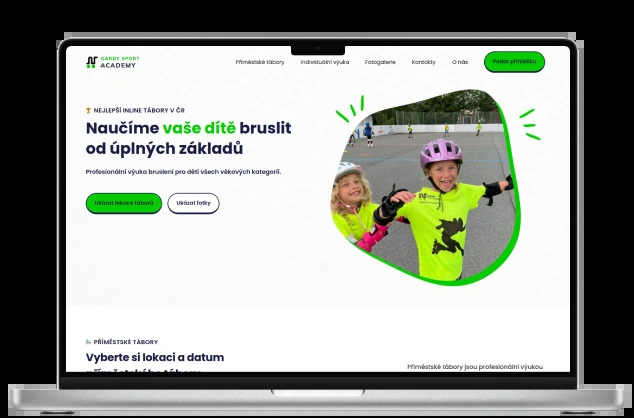 GARDY SPORT
ACADEMY
Příměstské tábory
Individuální výuka
Fotogalerie
Kontakty
O nás
Podat přihlášku
NEJLEPŠÍ INLINE TÁBORY V ČR
Naučíme vaše dítě bruslit
od úplných základů
Profesionální výuka bruslení pro děti všech věkových kategorií.
Ukázat lokace táborů
Ukázat fotky
PŘÍMĚSTSKÉ TÁBORY
Vyberte si lokaci a datum
Příměstské tábory jsou profesionální výukou